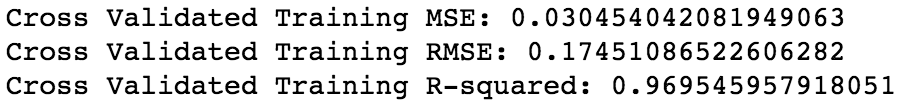 Cross Validated Training MSE: 0.030454042081949063
Cross Validated Training RMSE: 0.17451086522606282
Cross Validated Training R-squared: 0.969545957918051